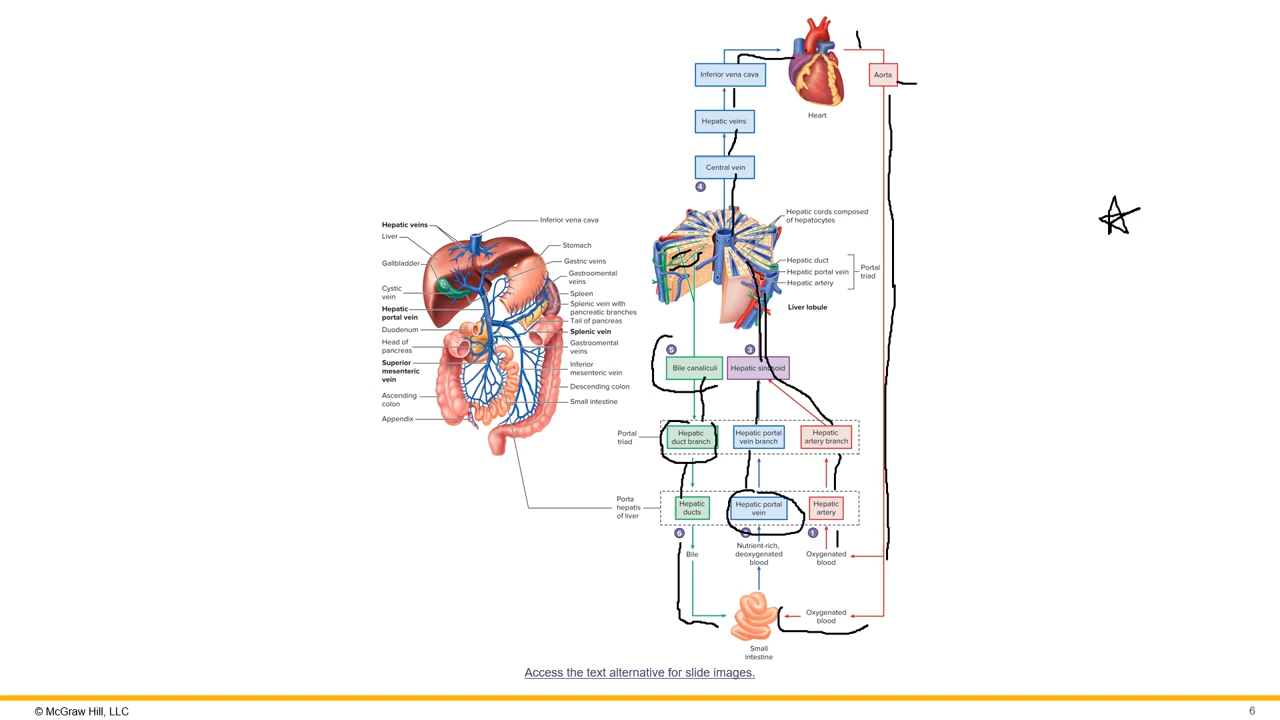 Inferior vena cava
Aorta
Heart
Hepatic veins
Central vein
4
Hepatic cords composed
of hepatocytes
Hepatic duct
Hepatic portal vein
Hepatic artery
Portal
triad
Liver lobule
Hepatic veins
Liver
Gallbladder
Cystic
vein
Hepatic
portal vein
Duodenum
Head of
pancreas
Superior
mesenteric
vein
Ascending
colon
Appendix
Inferior vena cava
Stomach
Gastric veins
Gastroomental
veins
Spleen
Splenic vein with
pancreatic branches
Tail of pancreas
Splenic vein
Gastroomental
veins
Inferior
mesenteric vein
Descending colon
Small intestine
5
Bile canaliculi
3
Hepatic sinusoid
Portal
triad
Hepatic
duct branch
Hepatic portal
vein branch
Hepatic
artery branch
Porta
hepatis
of liver
Hepatic
ducts
Hepatic portal
vein
Hepatic
artery
6
Bile
2
Nutrient-rich,
deoxygenated
blood
1
Oxygenated
blood
Oxygenated
blood
Small
intestine
Access the text alternative for slide images.
© McGraw Hill, LLC
6